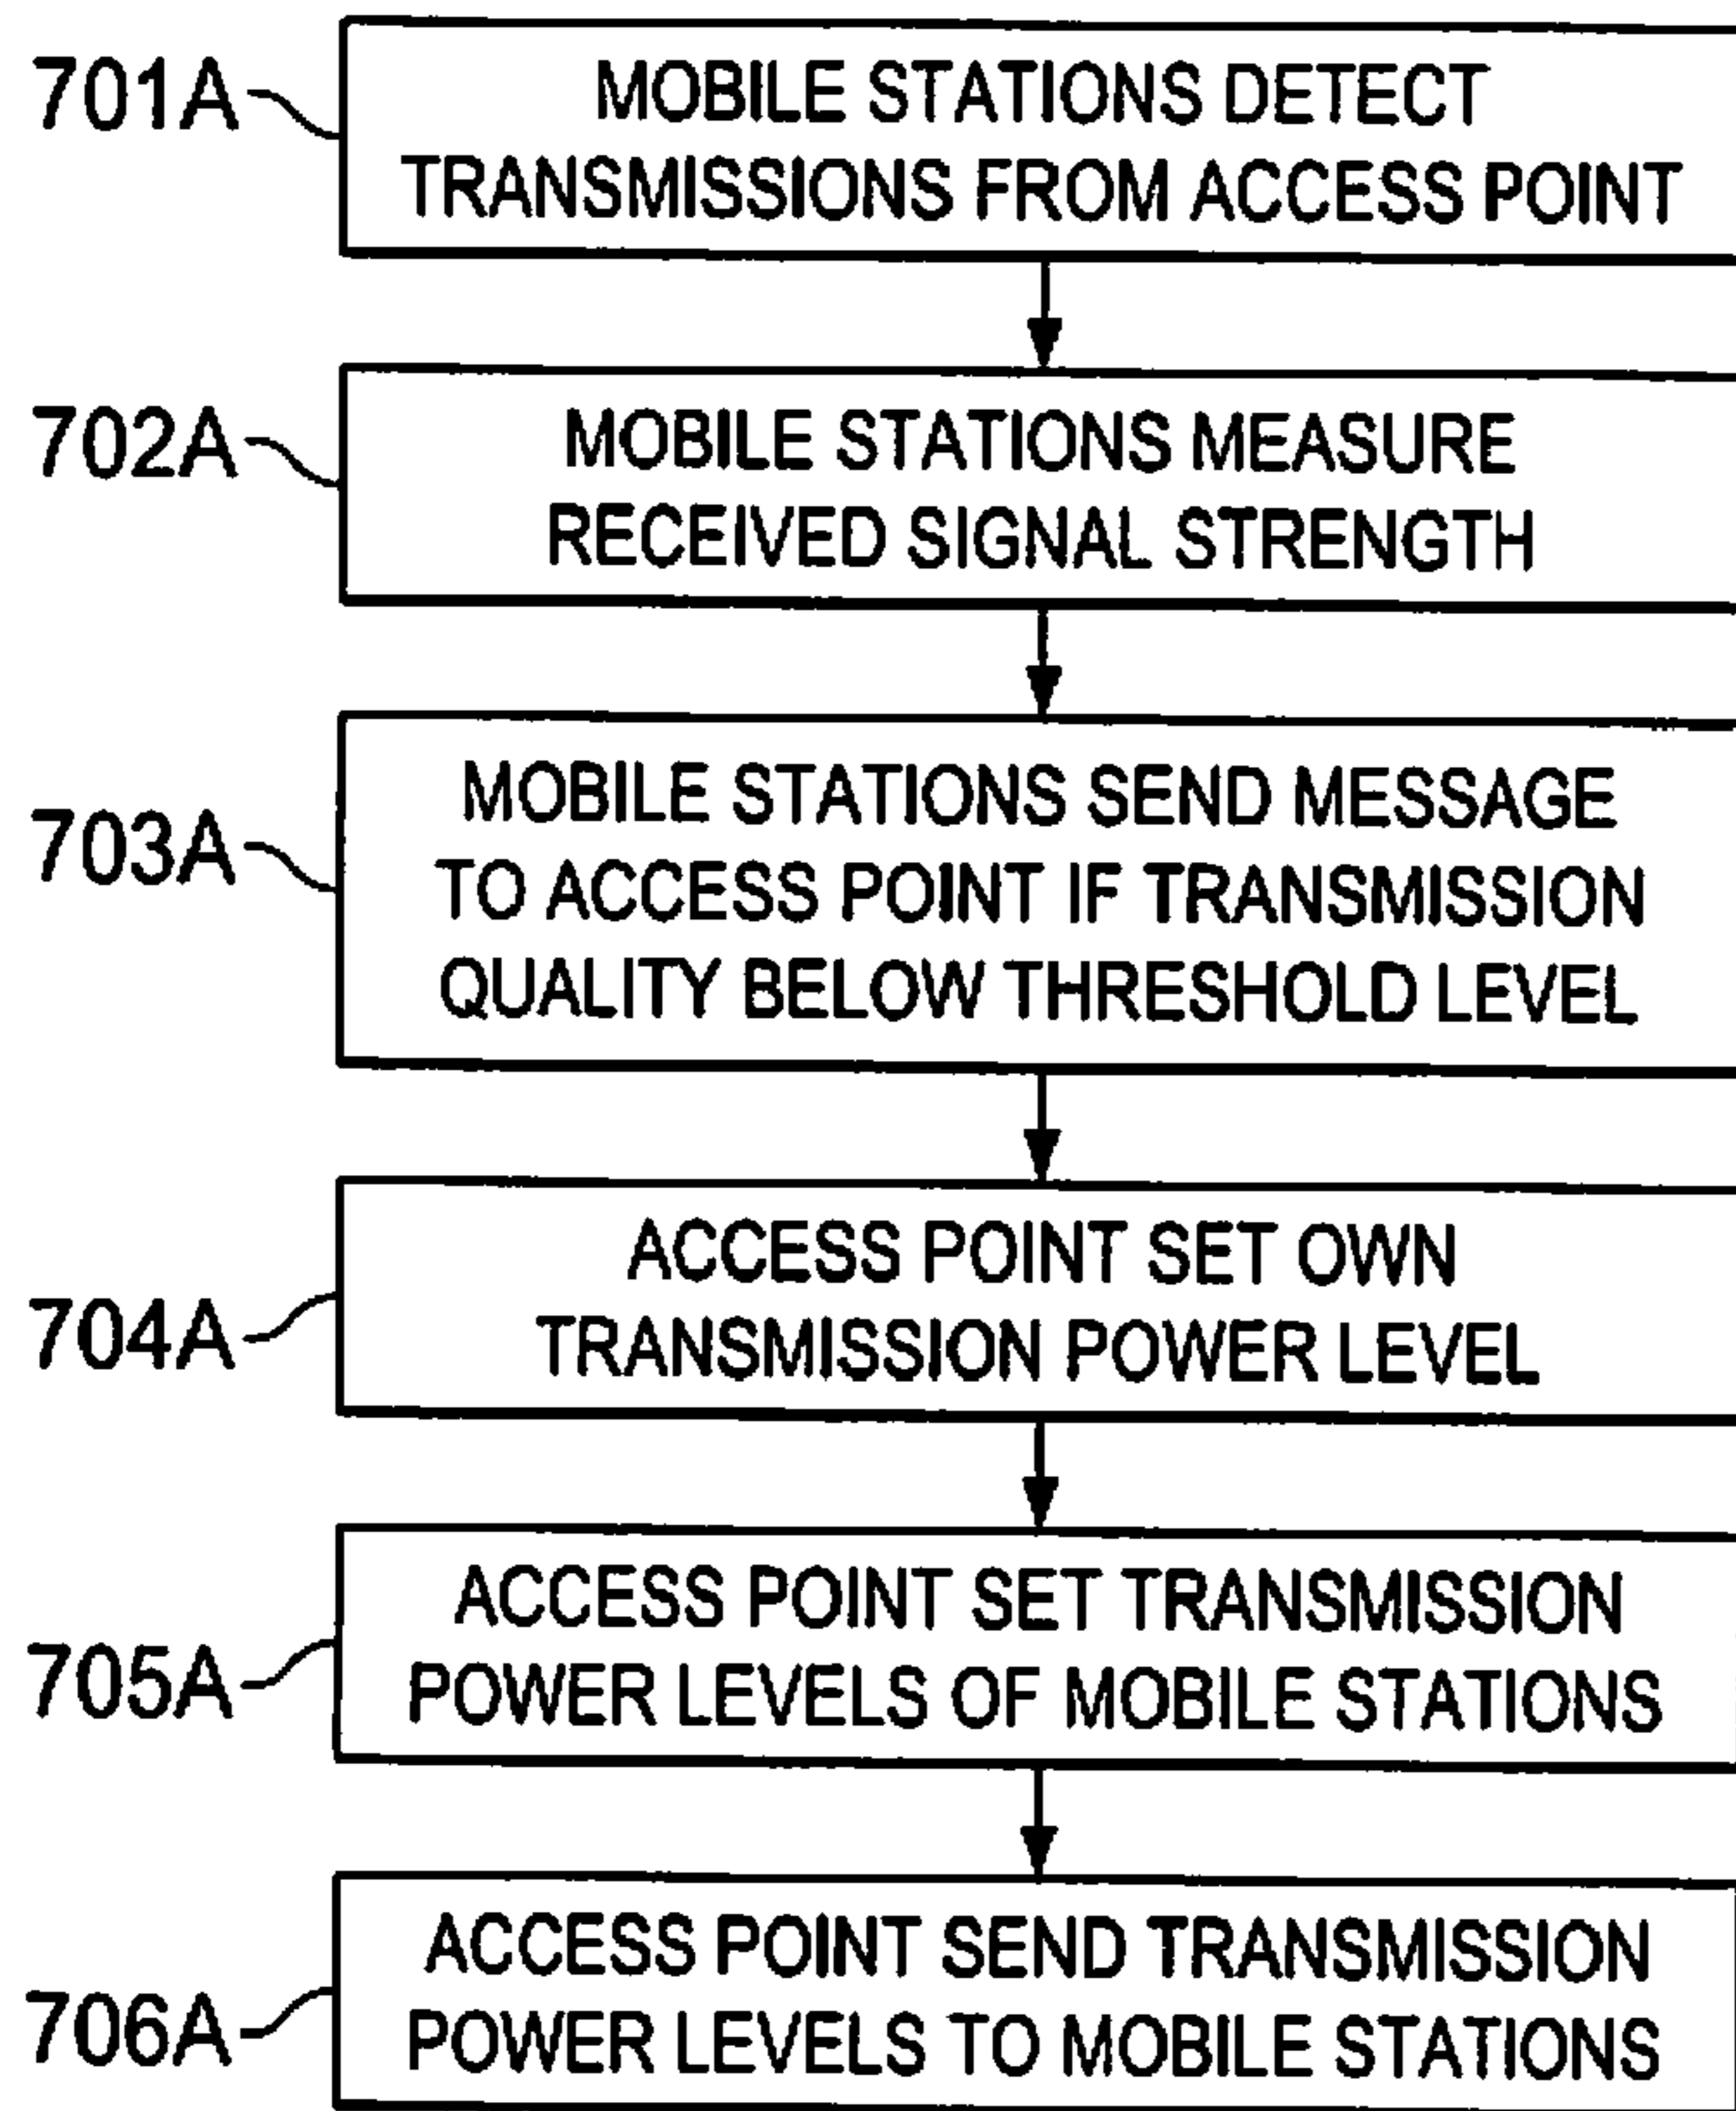 701A
MOBILE STATIONS DETECT
TRANSMISSIONS FROM ACCESS POINT
702A
MOBILE STATIONS MEASURE
RECEIVED SIGNAL STRENGTH
703A
MOBILE STATIONS SEND MESSAGE
TO ACCESS POINT IF TRANSMISSION
QUALITY BELOW THRESHOLD LEVEL
704A
ACCESS POINT SET OWN
TRANSMISSION POWER LEVEL
705A
ACCESS POINT SET TRANSMISSION
POWER LEVELS OF MOBILE STATIONS
706A
ACCESS POINT SEND TRANSMISSION
POWER LEVELS TO MOBILE STATIONS